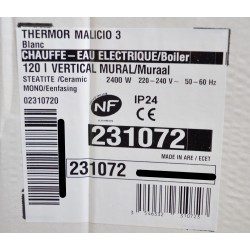 THERMOR MALICIO 3
Blanc
CHAUFFE-EAU ELECTRIQUE/Boiler
120 l VERTICAL MURAL/Muraal
STEATITE/Ceramic 2400 W 220-240 V~ 50-60 Hz
MONO/Eenfasing
02310720
NF
IP24
CE
231072
231072
MADE IN ARE / ECET